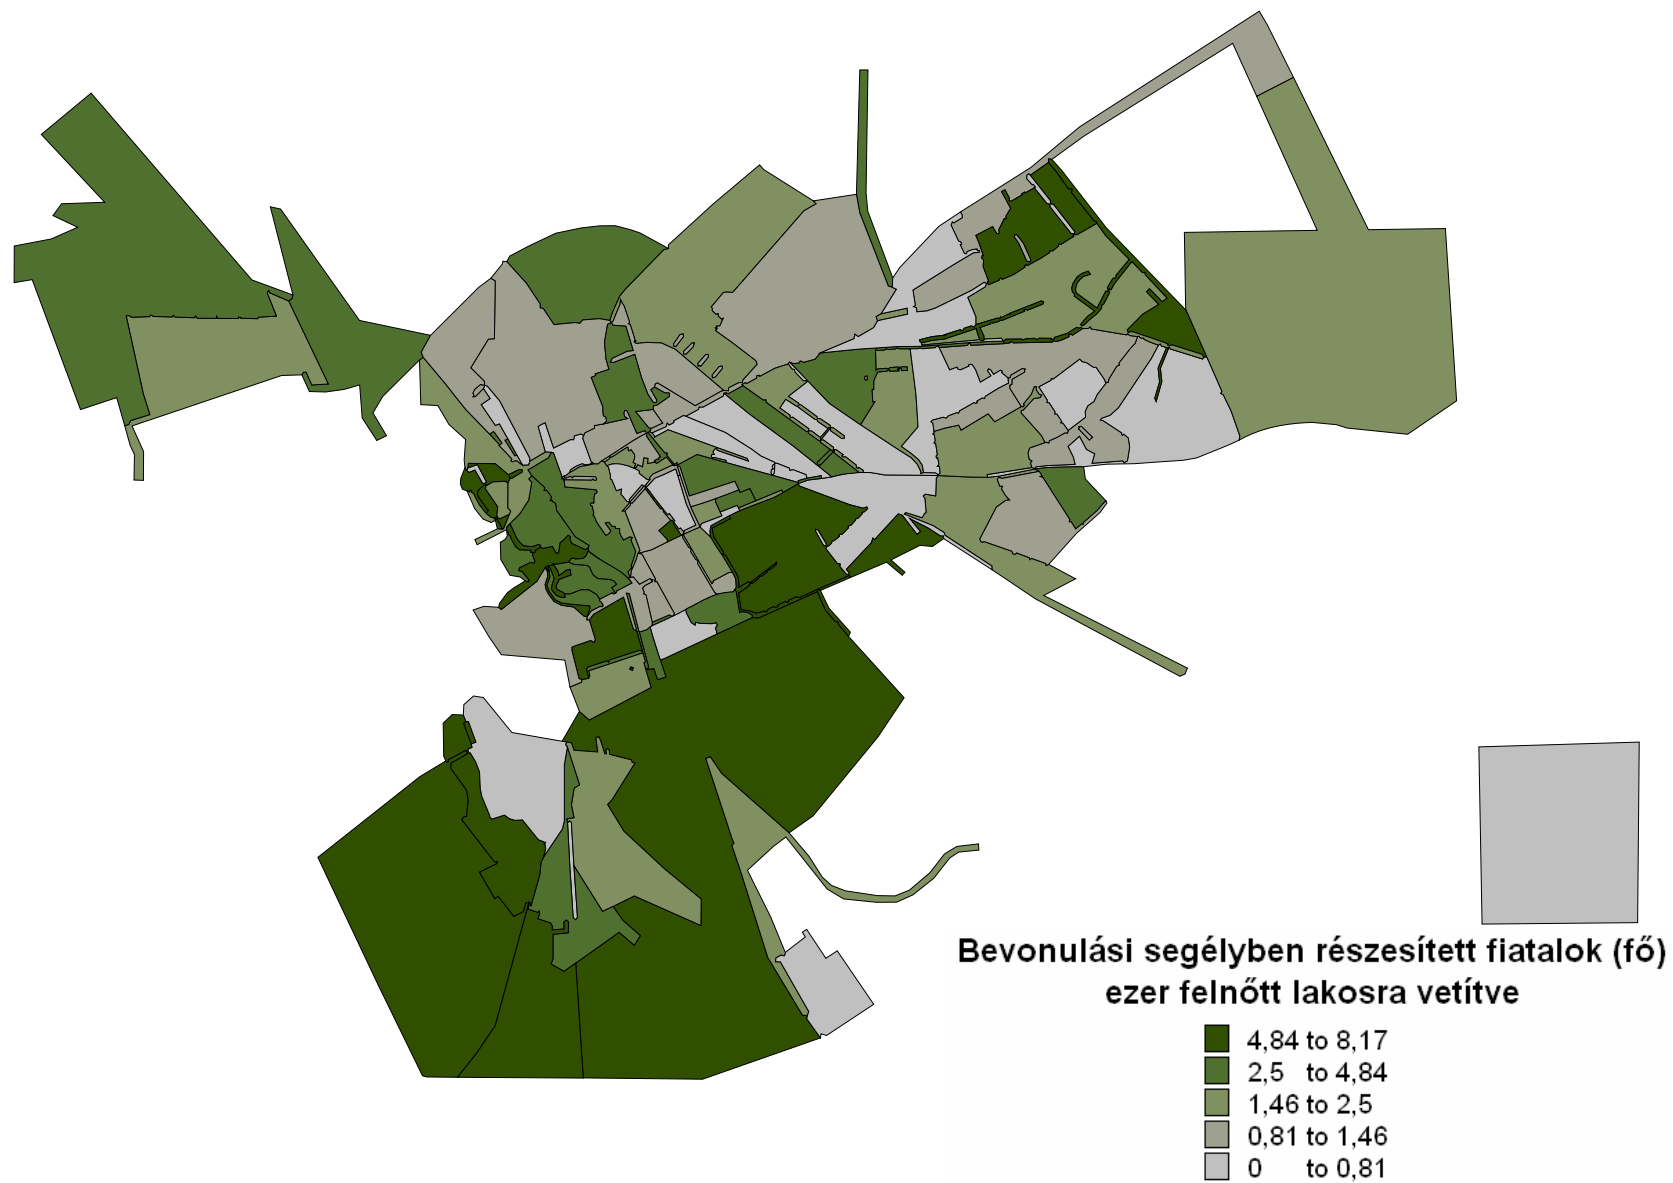 Bevonulási segélyben részesített fiatalok (fő)
ezer felnőtt lakosra vetítve
4,84 to 8,17
2,5 to 4,84
1,46 to 2,5
0,81 to 1,46
0 to 0,81